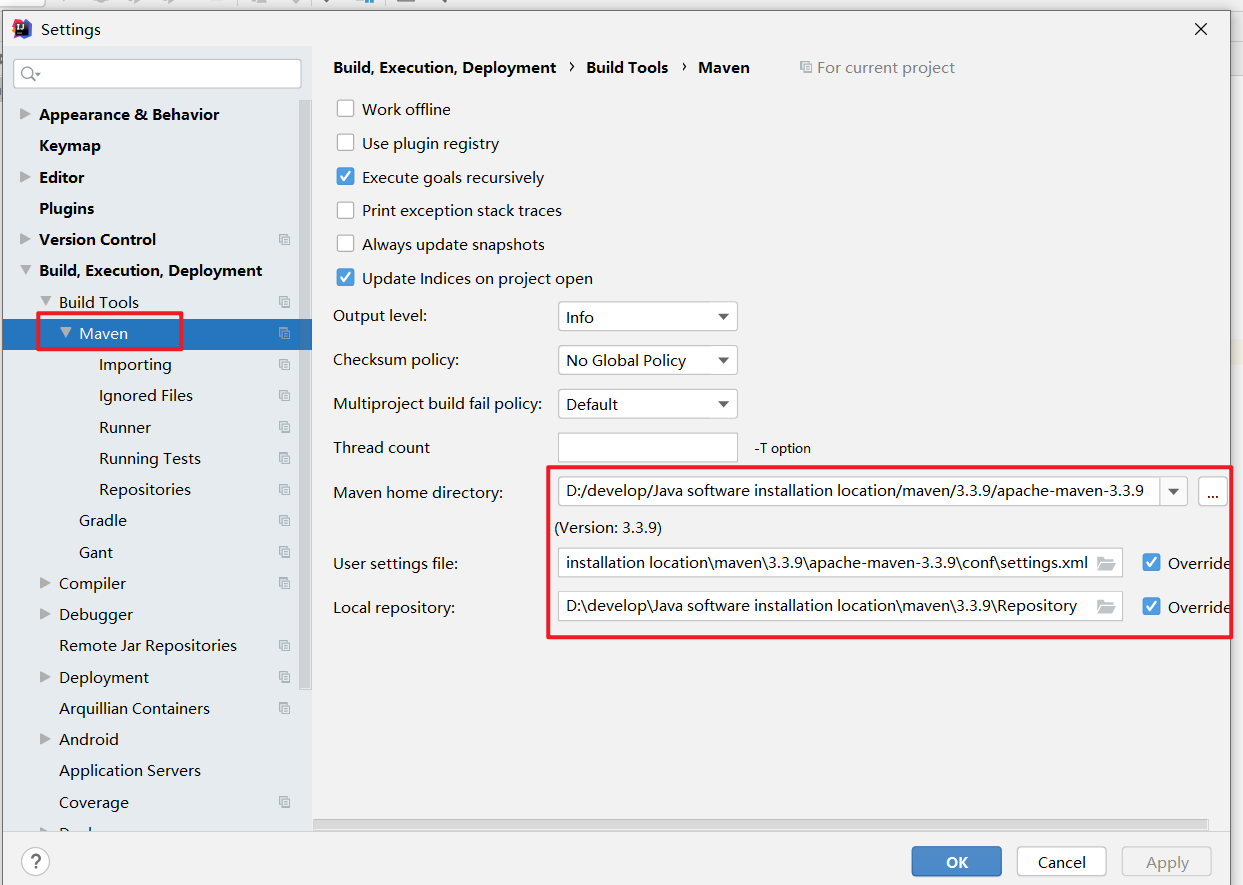 Settings
Build, Execution, Deployment › Build Tools › Maven For current project
Appearance & Behavior
Keymap
Editor
Plugins
Version Control
Build, Execution, Deployment
Build Tools
Maven
Importing
Ignored Files
Runner
Running Tests
Repositories
Gradle
Gant
Compiler
Debugger
Remote Jar Repositories
Deployment
Arquillian Containers
Android
Application Servers
Coverage
Work offline
Use plugin registry
Execute goals recursively
Print exception stack traces
Always update snapshots
Update Indices on project open
Output level: Info
Checksum policy: No Global Policy
Multiproject build fail policy: Default
Thread count -T option
Maven home directory: D:/develop/Java software installation location/maven/3.3.9/apache-maven-3.3.9 ...
(Version: 3.3.9)
User settings file: installation location\maven\3.3.9\apache-maven-3.3.9\conf\settings.xml Override
Local repository: D:\develop\Java software installation location\maven\3.3.9\Repository Override
? OK Cancel Apply